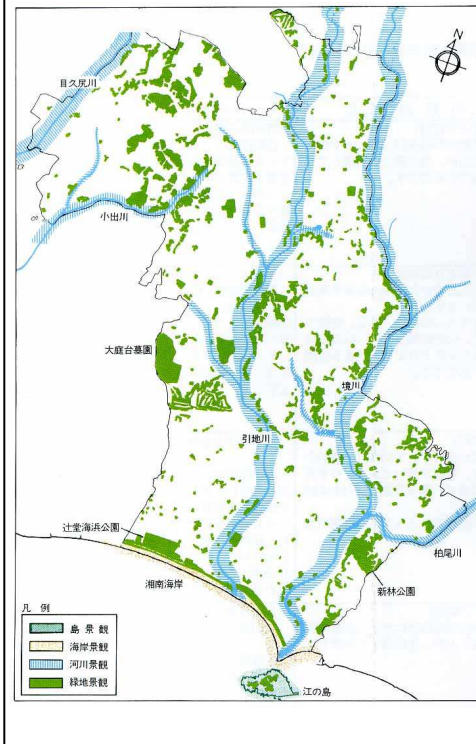 N
目久尻川
小出川
大庭台墓園
境川
引地川
辻堂海浜公園
柏尾川
湘南海岸
新林公園
凡例
島景観
海岸景観
河川景観
緑地景観
江の島